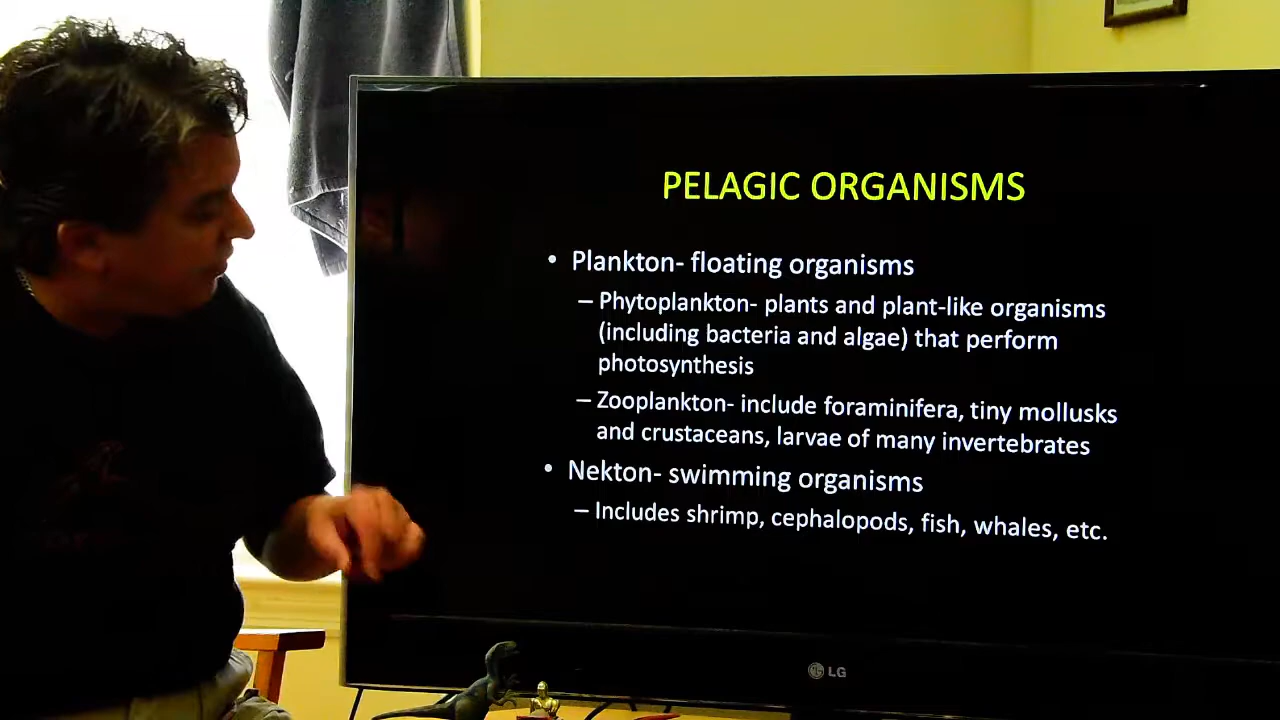 PELAGIC ORGANISMS
• Plankton- floating organisms
– Phytoplankton- plants and plant-like organisms
(including bacteria and algae) that perform
photosynthesis
– Zooplankton- include foraminifera, tiny mollusks
and crustaceans, larvae of many invertebrates
• Nekton- swimming organisms
– Includes shrimp, cephalopods, fish, whales, etc.
LG